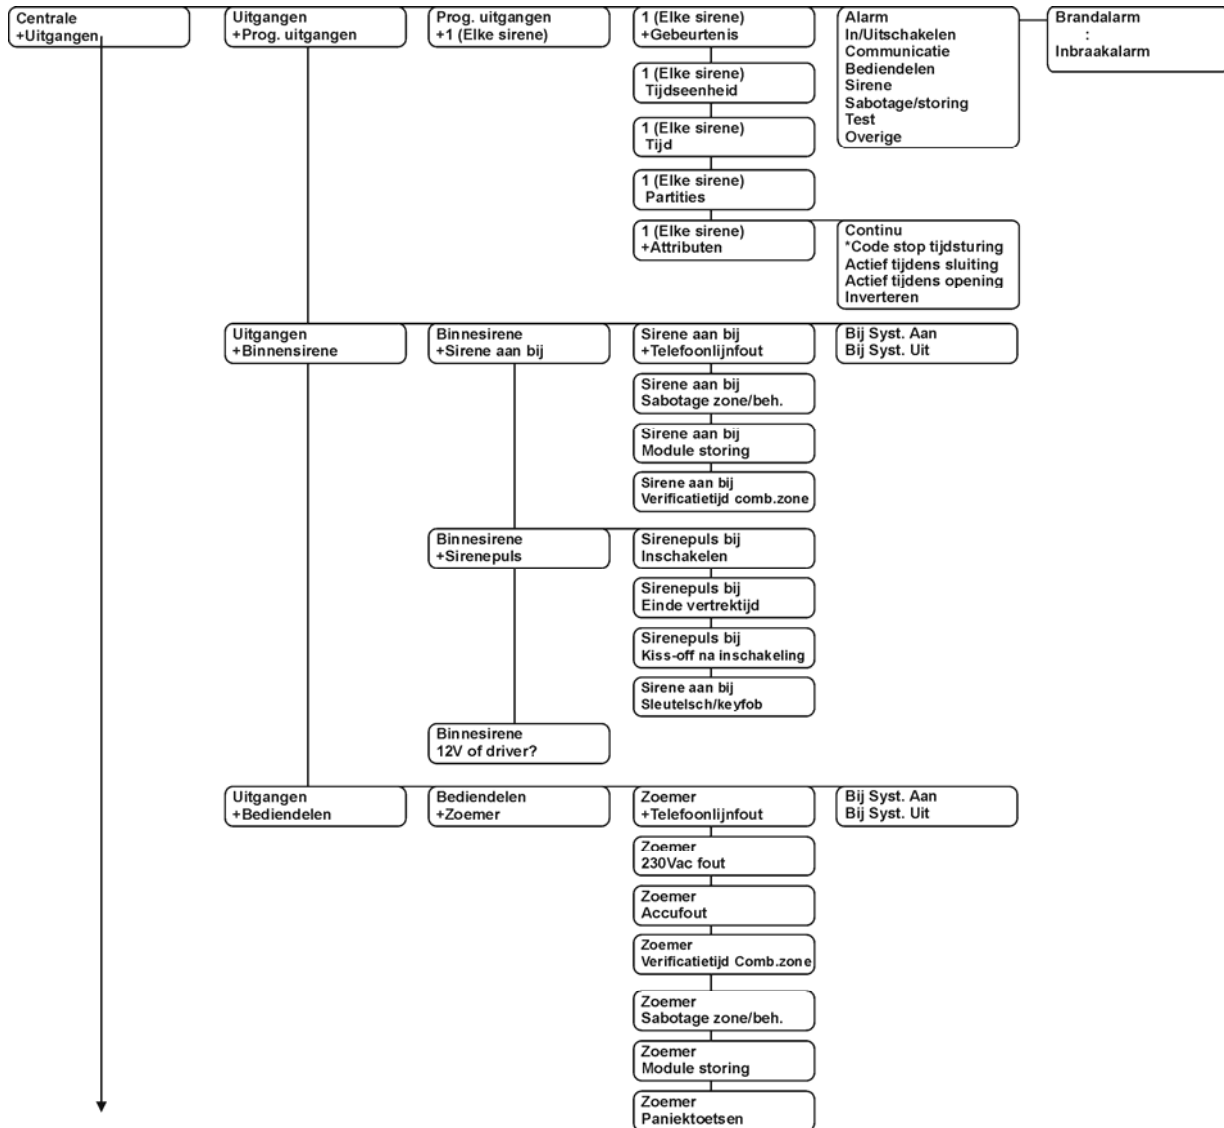 Centrale
+Uitgangen
Uitgangen
+Prog. uitgangen
Prog. uitgangen
+1 (Elke sirene)
1 (Elke sirene)
+Gebeurtenis
Alarm
In/Uitschakelen
Communicatie
Bediendelen
Sirene
Sabotage/storing
Test
Overige
Brandalarm
:
Inbraakalarm
1 (Elke sirene)
Tijdseenheid
1 (Elke sirene)
Tijd
1 (Elke sirene)
Partities
1 (Elke sirene)
+Attributen
Continu
*Code stop tijdsturing
Actief tijdens sluiting
Actief tijdens opening
Inverteren
Uitgangen
+Binnensirene
Binnesirene
+Sirene aan bij
Sirene aan bij
+Telefoonlijnfout
Bij Syst. Aan
Bij Syst. Uit
Sirene aan bij
Sabotage zone/beh.
Sirene aan bij
Module storing
Sirene aan bij
Verificatietijd comb.zone
Binnesirene
+Sirenepuls
Sirenepuls bij
Inschakelen
Sirenepuls bij
Einde vertrektijd
Sirenepuls bij
Kiss-off na inschakeling
Sirene aan bij
Sleutelsch/keyfob
Binnesirene
12V of driver?
Uitgangen
+Bediendelen
Bediendelen
+Zoemer
Zoemer
+Telefoonlijnfout
Bij Syst. Aan
Bij Syst. Uit
Zoemer
230Vac fout
Zoemer
Accufout
Zoemer
Verificatietijd Comb.zone
Zoemer
Sabotage zone/beh.
Zoemer
Module storing
Zoemer
Paniektoetsen